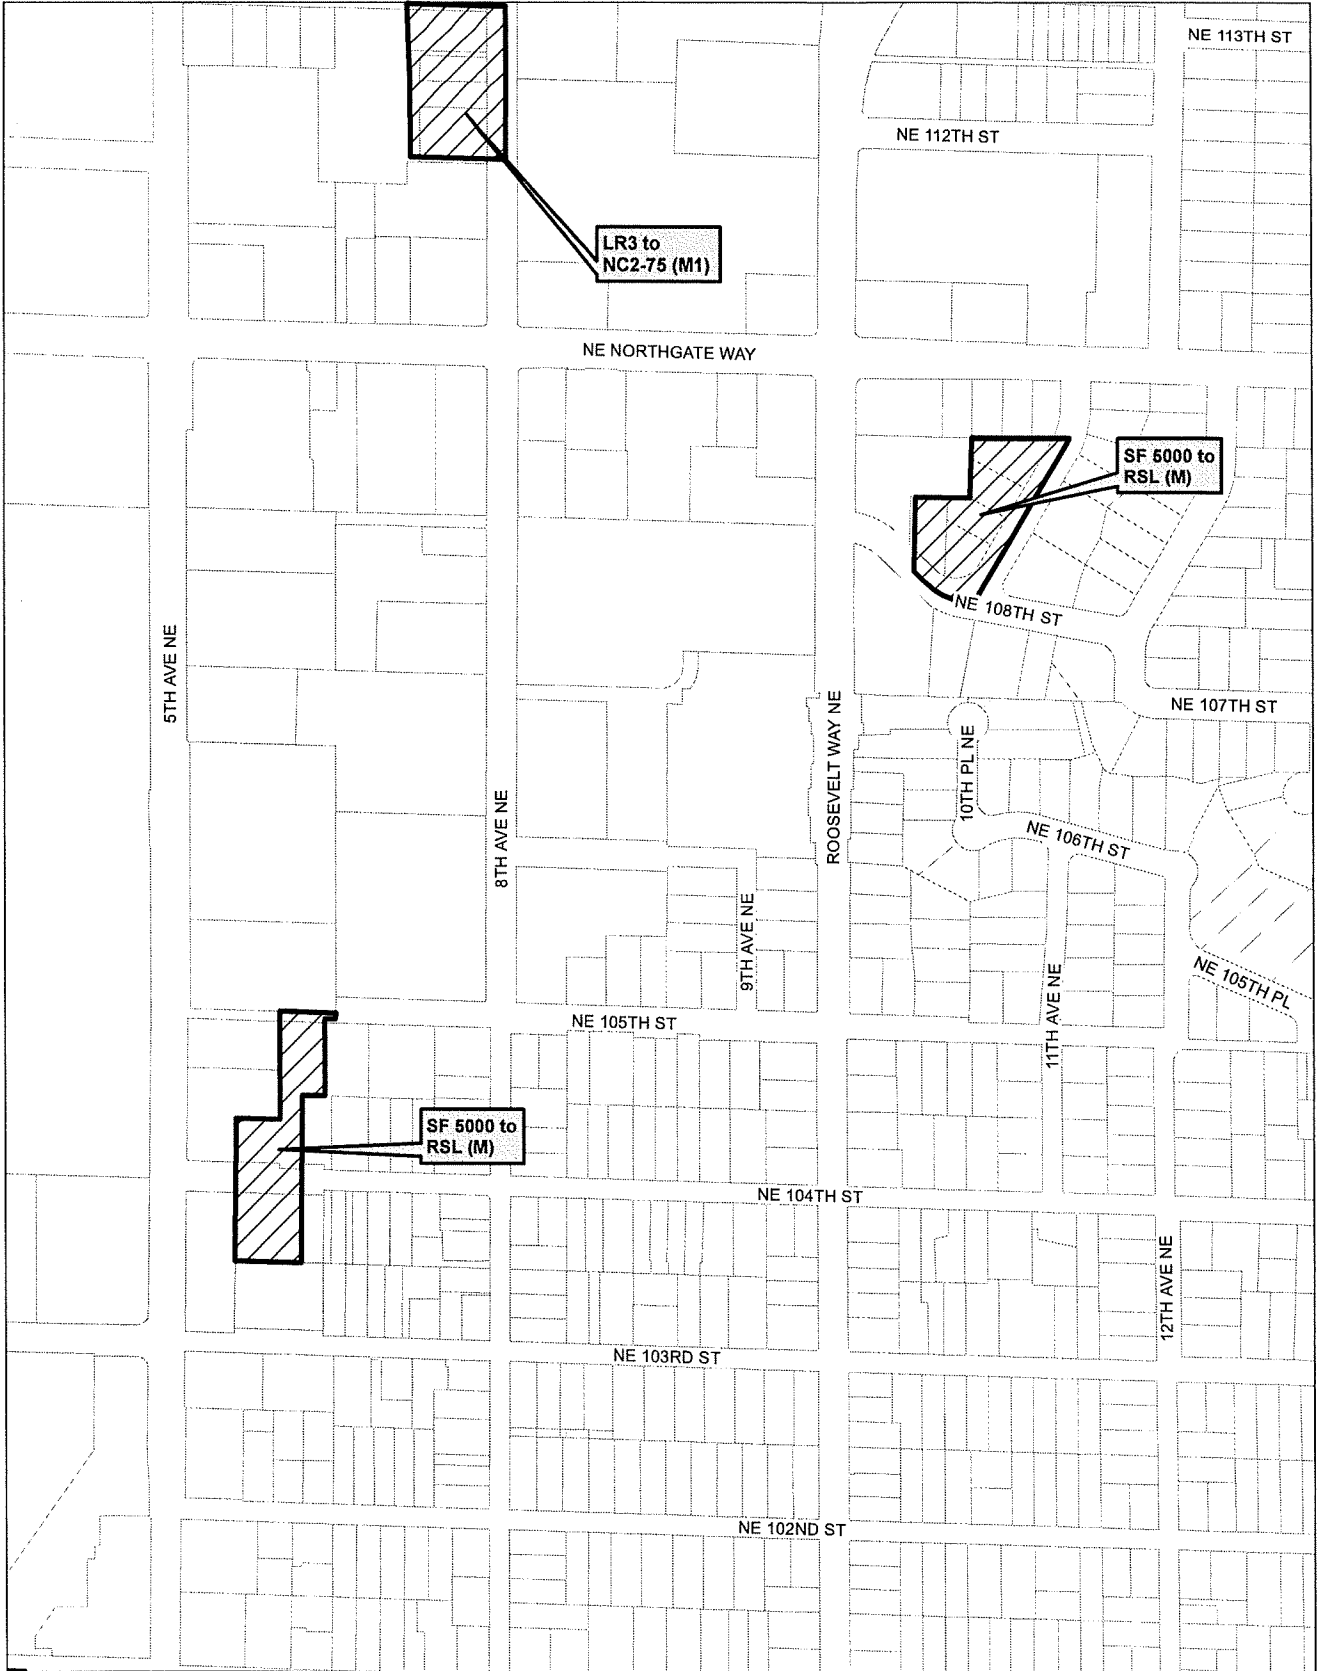 NE 113TH ST
NE 112TH ST
LR3 to
NC2-75 (M1)
NE NORTHGATE WAY
SF 5000 to
RSL (M)
NE 108TH ST
5TH AVE NE
NE 107TH ST
ROOSEVELT WAY NE
10TH PL NE
8TH AVE NE
NE 106TH ST
9TH AVE NE
11TH AVE NE
NE 105TH PL
NE 105TH ST
SF 5000 to
RSL (M)
NE 104TH ST
12TH AVE NE
NE 103RD ST
NE 102ND ST